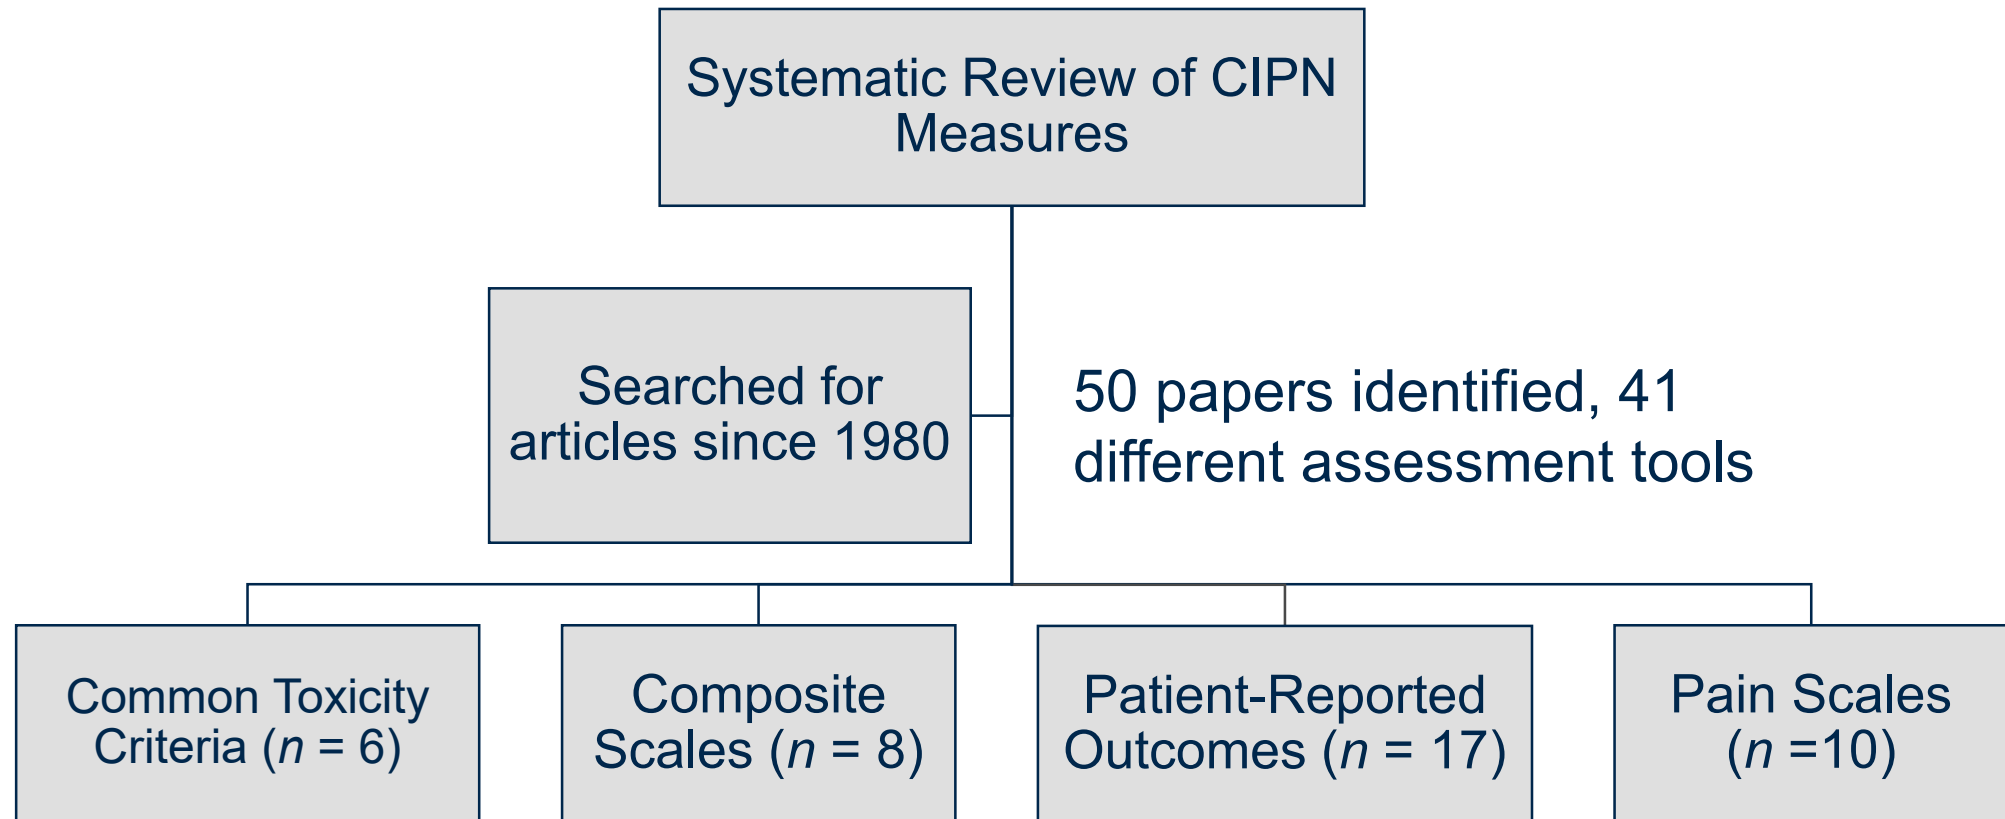 Systematic Review of CIPN
Measures
Searched for
articles since 1980
50 papers identified, 41
different assessment tools
Common Toxicity
Criteria (n = 6)
Composite
Scales (n = 8)
Patient-Reported
Outcomes (n = 17)
Pain Scales
(n =10)